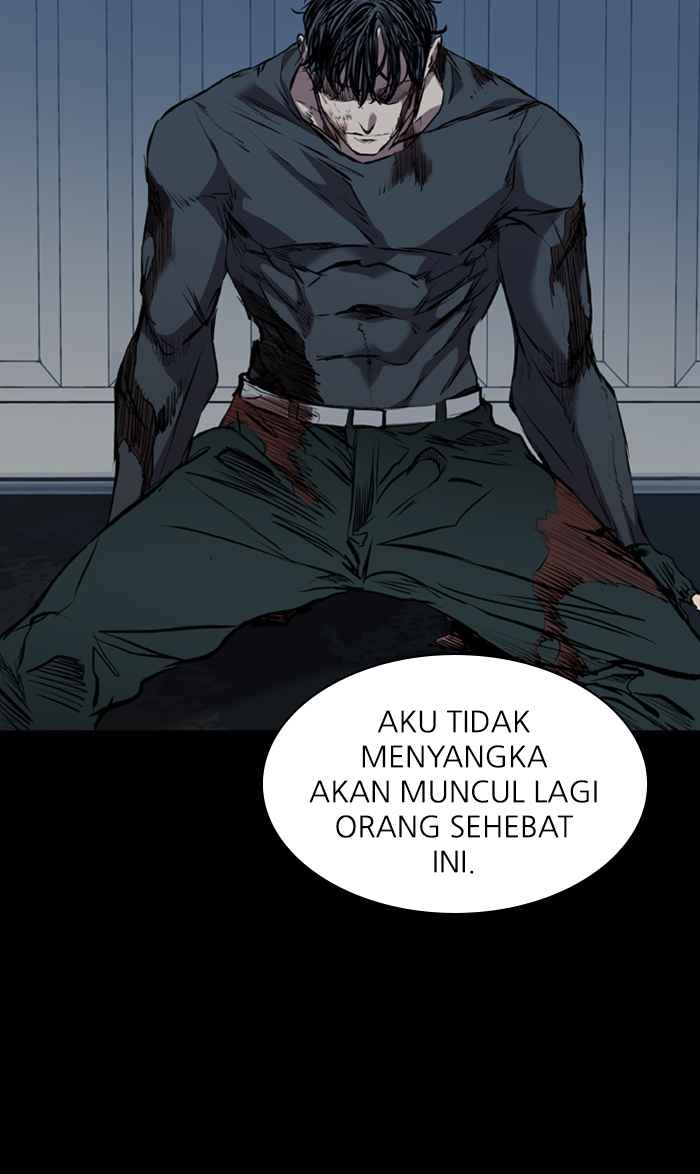 AKU TIDAK
MENYANGKA
AKAN MUNCUL LAGI
ORANG SEHEBAT
INI.